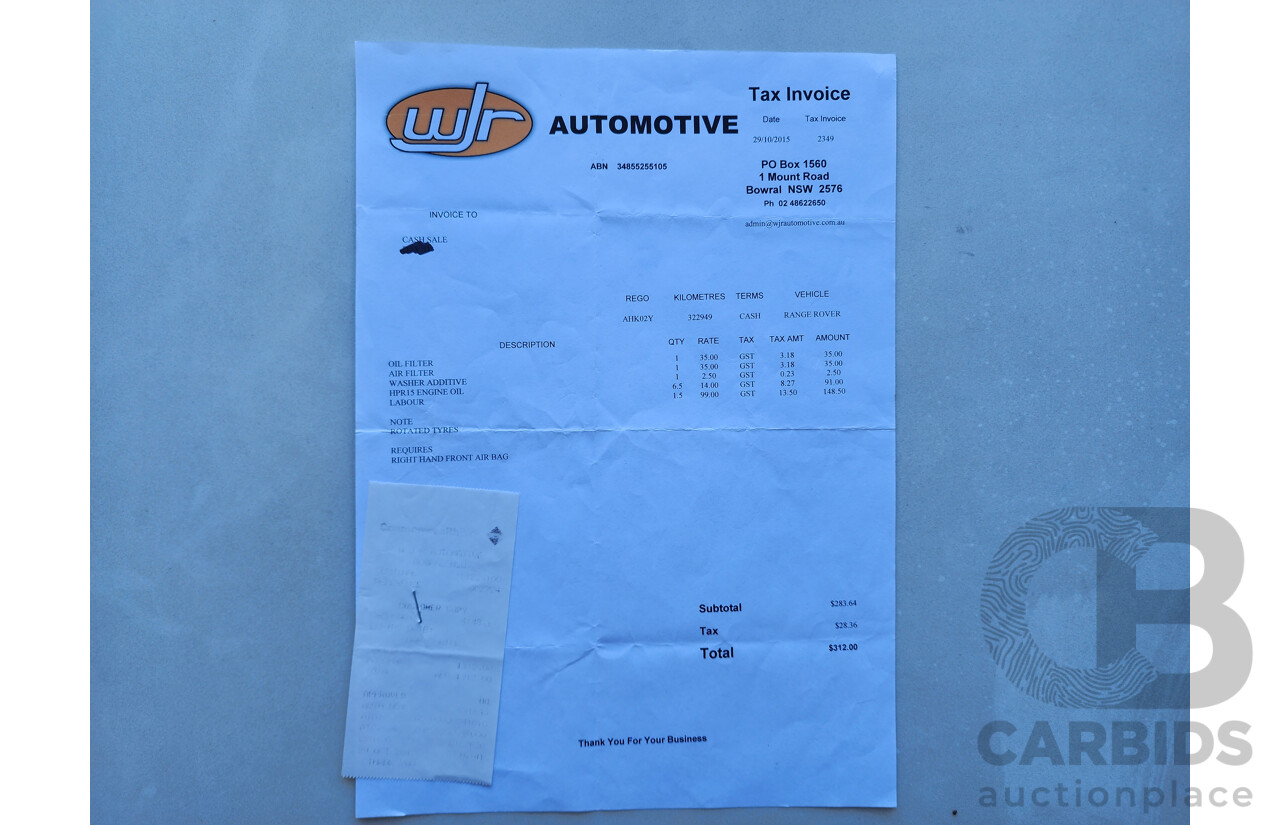 wjr AUTOMOTIVE
Tax Invoice
Date Tax Invoice
29/10/2015 2349
ABN 34855255105
PO Box 1560
1 Mount Road
Bowral NSW 2576
Ph 02 48622650
admin@wjrautomotive.com.au
INVOICE TO
CASH SALE
REGO KILOMETRES TERMS VEHICLE
AHK02Y 322949 CASH RANGE ROVER
DESCRIPTION QTY RATE TAX TAX AMT AMOUNT
OIL FILTER 1 35.00 GST 3.18 35.00
AIR FILTER 1 35.00 GST 3.18 35.00
WASHER ADDITIVE 1 2.50 GST 0.23 2.50
HPR15 ENGINE OIL 6.5 14.00 GST 8.27 91.00
LABOUR 1.5 99.00 GST 13.50 148.50
NOTE
ROTATED TYRES
REQUIRES
RIGHT HAND FRONT AIR BAG
Subtotal $283.64
Tax $28.36
Total $312.00
Thank You For Your Business
CB
CARBIDS
auctionplace